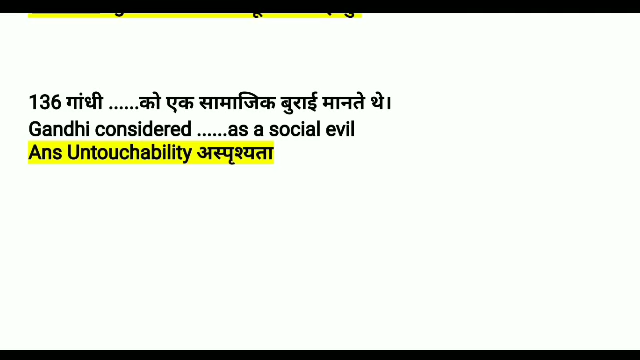 136 गांधी ......को एक सामाजिक बुराई मानते थे।
Gandhi considered ......as a social evil
Ans Untouchability अस्पृश्यता